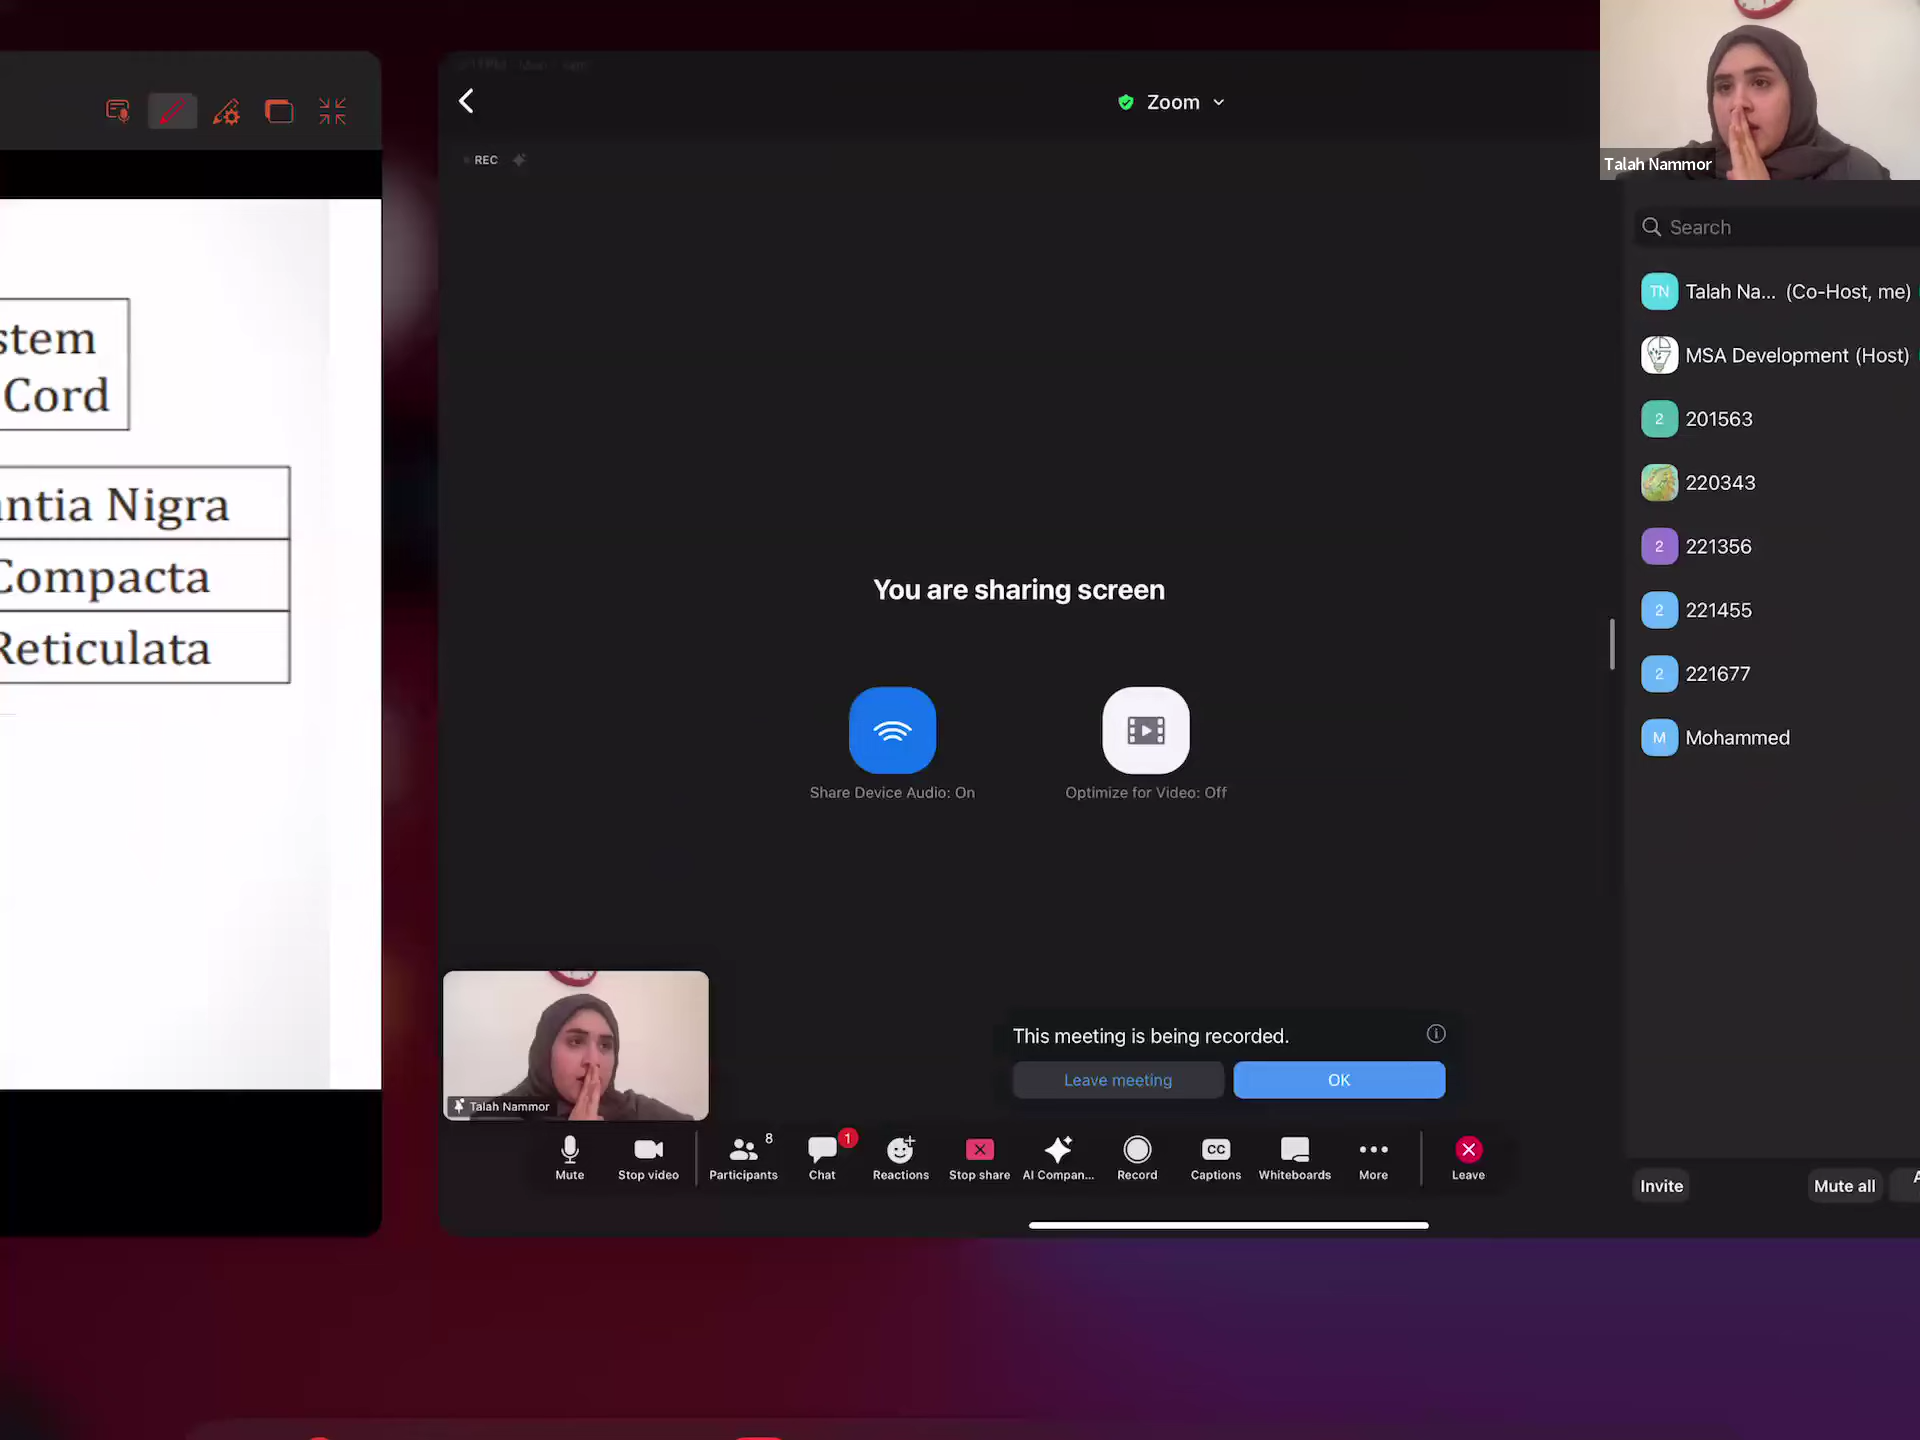 stem
Cord
ntia Nigra
Compacta
Reticulata
Zoom
REC
Talah Nammor
Search
TN
Talah Na... (Co-Host, me)
MSA Development (Host)
2
201563
220343
2
221356
2
221455
2
221677
M
Mohammed
You are sharing screen
Share Device Audio: On
Optimize for Video: Off
Talah Nammor
This meeting is being recorded.
Leave meeting
OK
Mute
Stop video
8
Participants
1
Chat
Reactions
Stop share
AI Compan...
Record
CC
Captions
Whiteboards
More
Leave
Invite
Mute all